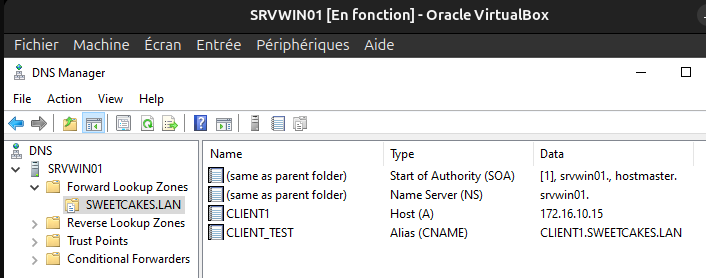 SRVWIN01 [En fonction] - Oracle VirtualBox
Fichier Machine Écran Entrée Périphériques Aide
DNS Manager
File Action View Help
DNS
SRVWIN01
Forward Lookup Zones
SWEETCAKES.LAN
Reverse Lookup Zones
Trust Points
Conditional Forwarders
Name Type Data
(same as parent folder) Start of Authority (SOA) [1], srvwin01., hostmaster.
(same as parent folder) Name Server (NS) srvwin01.
CLIENT1 Host (A) 172.16.10.15
CLIENT_TEST Alias (CNAME) CLIENT1.SWEETCAKES.LAN